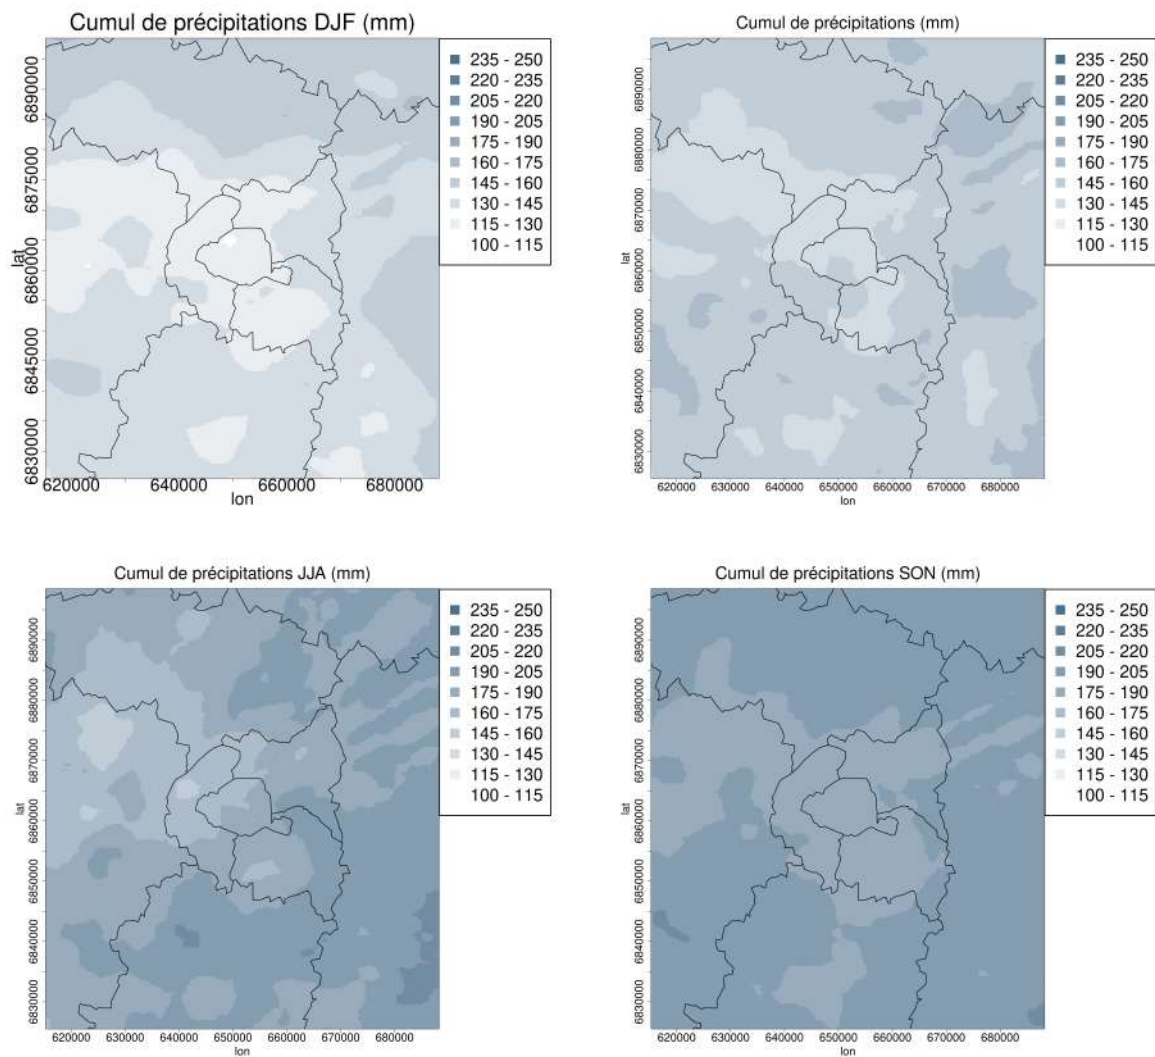 Cumul de précipitations DJF (mm)
235 - 250
220 - 235
205 - 220
190 - 205
175 - 190
160 - 175
145 - 160
130 - 145
115 - 130
100 - 115
6890000
6875000
6860000
6845000
6830000
lat
620000 640000 660000 680000
lon
Cumul de précipitations (mm)
235 - 250
220 - 235
205 - 220
190 - 205
175 - 190
160 - 175
145 - 160
130 - 145
115 - 130
100 - 115
6890000
6880000
6870000
6860000
6850000
6840000
6830000
lat
620000 630000 640000 650000 660000 670000 680000
lon
Cumul de précipitations JJA (mm)
235 - 250
220 - 235
205 - 220
190 - 205
175 - 190
160 - 175
145 - 160
130 - 145
115 - 130
100 - 115
6890000
6880000
6870000
6860000
6850000
6840000
6830000
lat
620000 630000 640000 650000 660000 670000 680000
lon
Cumul de précipitations SON (mm)
235 - 250
220 - 235
205 - 220
190 - 205
175 - 190
160 - 175
145 - 160
130 - 145
115 - 130
100 - 115
6890000
6880000
6870000
6860000
6850000
6840000
6830000
lat
620000 630000 640000 650000 660000 670000 680000
lon